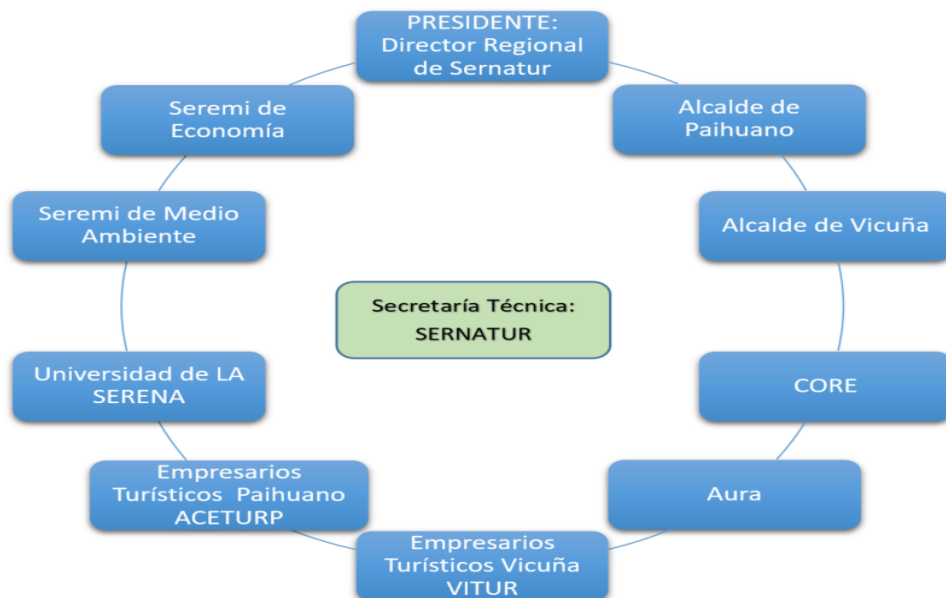 PRESIDENTE:
Director Regional
de Sernatur
Alcalde de
Paihuano
Alcalde de Vicuña
CORE
Aura
Empresarios
Turísticos Vicuña
VITUR
Empresarios
Turísticos Paihuano
ACETURP
Universidad de LA
SERENA
Seremi de Medio
Ambiente
Seremi de
Economía
Secretaría Técnica:
SERNATUR